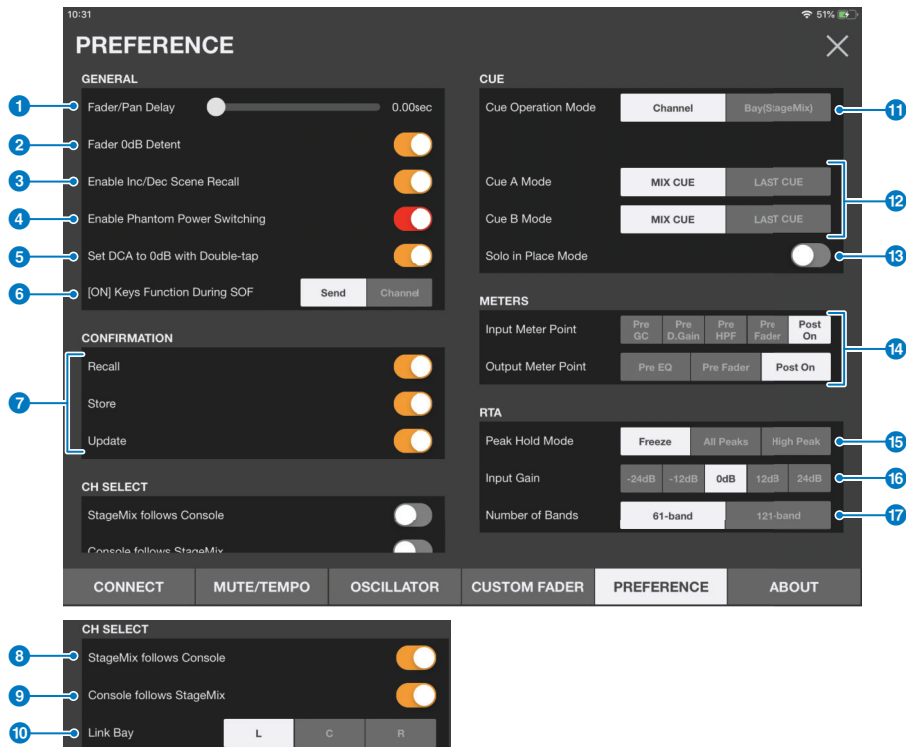 10:31
51%
PREFERENCE
GENERAL
1 Fader/Pan Delay 0.00sec
2 Fader 0dB Detent
3 Enable Inc/Dec Scene Recall
4 Enable Phantom Power Switching
5 Set DCA to 0dB with Double-tap
6 [ON] Keys Function During SOF Send Channel
CONFIRMATION
7
Recall
Store
Update
CH SELECT
StageMix follows Console
Console follows StageMix
CUE
Cue Operation Mode Channel Bay(StageMix) 11
Cue A Mode MIX CUE LAST CUE
12
Cue B Mode MIX CUE LAST CUE
Solo in Place Mode 13
METERS
Input Meter Point Pre GC Pre D.Gain Pre HPF Pre Fader Post On
14
Output Meter Point Pre EQ Pre Fader Post On
RTA
Peak Hold Mode Freeze All Peaks High Peak 15
Input Gain -24dB -12dB 0dB 12dB 24dB 16
Number of Bands 61-band 121-band 17
CONNECT MUTE/TEMPO OSCILLATOR CUSTOM FADER PREFERENCE ABOUT
CH SELECT
8 StageMix follows Console
9 Console follows StageMix
10 Link Bay L C R